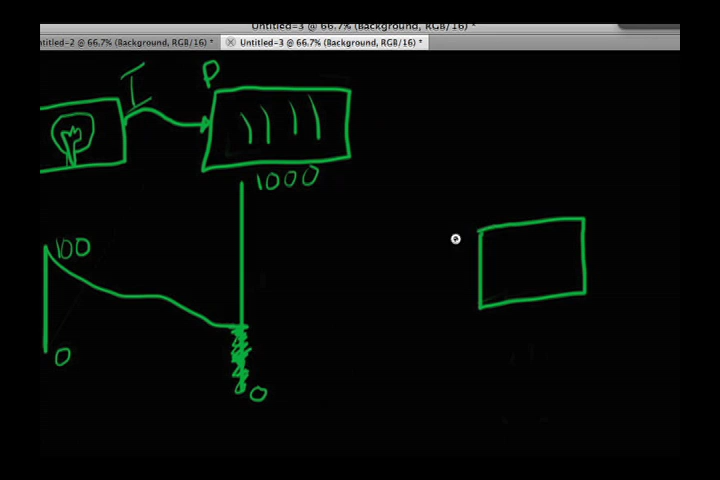 Untitled-3 @ 66.7% (Background, RGB/16) *
ntitled-2 @ 66.7% (Background, RGB/16) *
Untitled-3 @ 66.7% (Background, RGB/16) *
I
P
1000
100
0
0